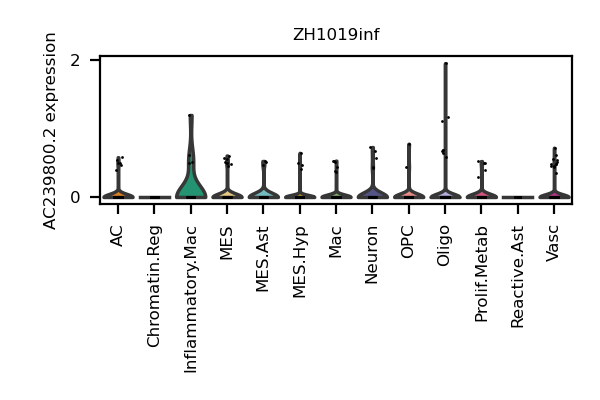 ZH1019inf
AC239800.2 expression
2
0
AC
Chromatin.Reg
Inflammatory.Mac
MES
MES.Ast
MES.Hyp
Mac
Neuron
OPC
Oligo
Prolif.Metab
Reactive.Ast
Vasc